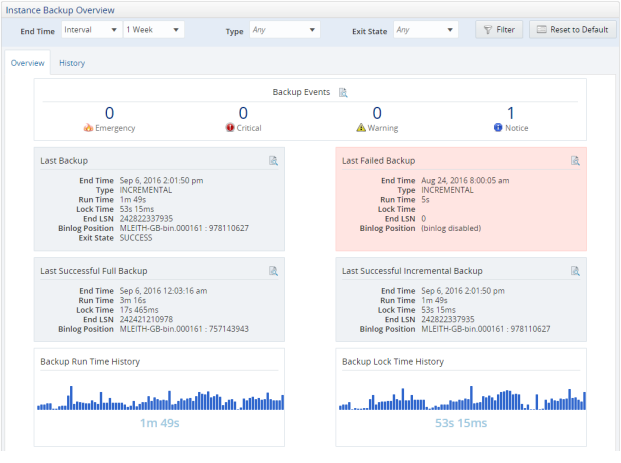 Instance Backup Overview
End Time Interval 1 Week Type Any Exit State Any Filter Reset to Default
Overview History
Backup Events
0 0 0 1
Emergency Critical Warning Notice
Last Backup
End Time Sep 6, 2016 2:01:50 pm
Type INCREMENTAL
Run Time 1m 49s
Lock Time 53s 15ms
End LSN 242822337935
Binlog Position MLEITH-GB-bin.000161 : 978110627
Exit State SUCCESS
Last Failed Backup
End Time Aug 24, 2016 8:00:05 am
Type INCREMENTAL
Run Time 5s
Lock Time
End LSN 0
Binlog Position (binlog disabled)
Last Successful Full Backup
End Time Sep 6, 2016 12:03:16 am
Run Time 3m 16s
Lock Time 17s 465ms
End LSN 242421210978
Binlog Position MLEITH-GB-bin.000161 : 757143943
Last Successful Incremental Backup
End Time Sep 6, 2016 2:01:50 pm
Run Time 1m 49s
Lock Time 53s 15ms
End LSN 242822337935
Binlog Position MLEITH-GB-bin.000161 : 978110627
Backup Run Time History
1m 49s
Backup Lock Time History
53s 15ms